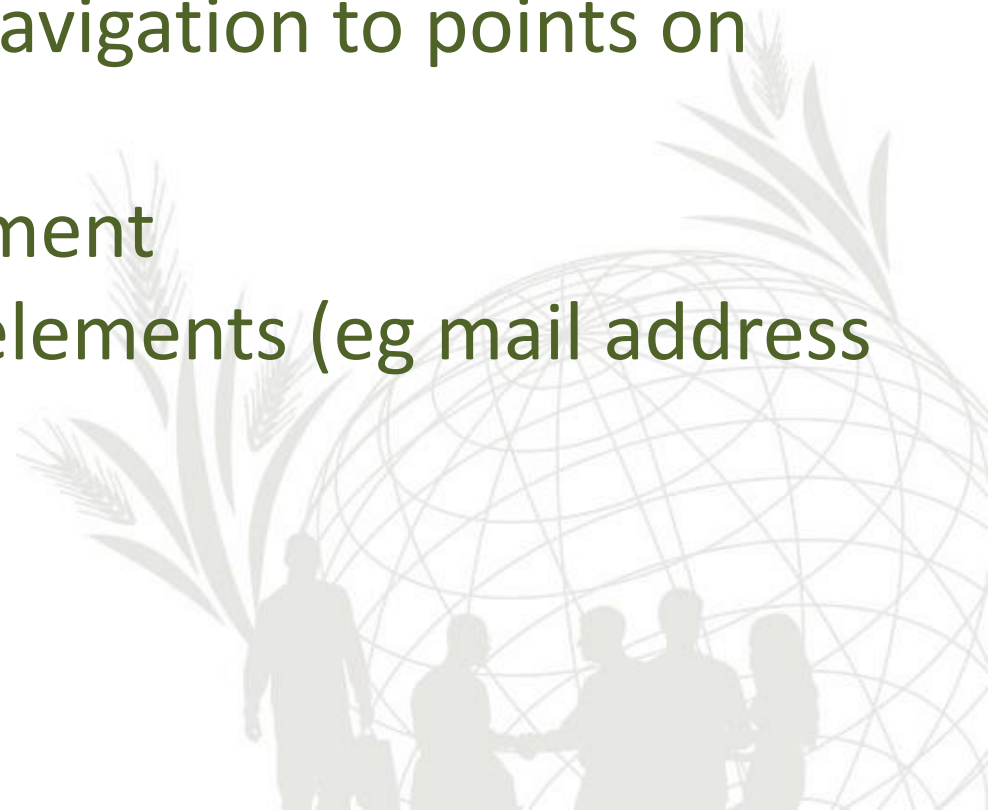 avigation to points on
ment
elements (eg mail address